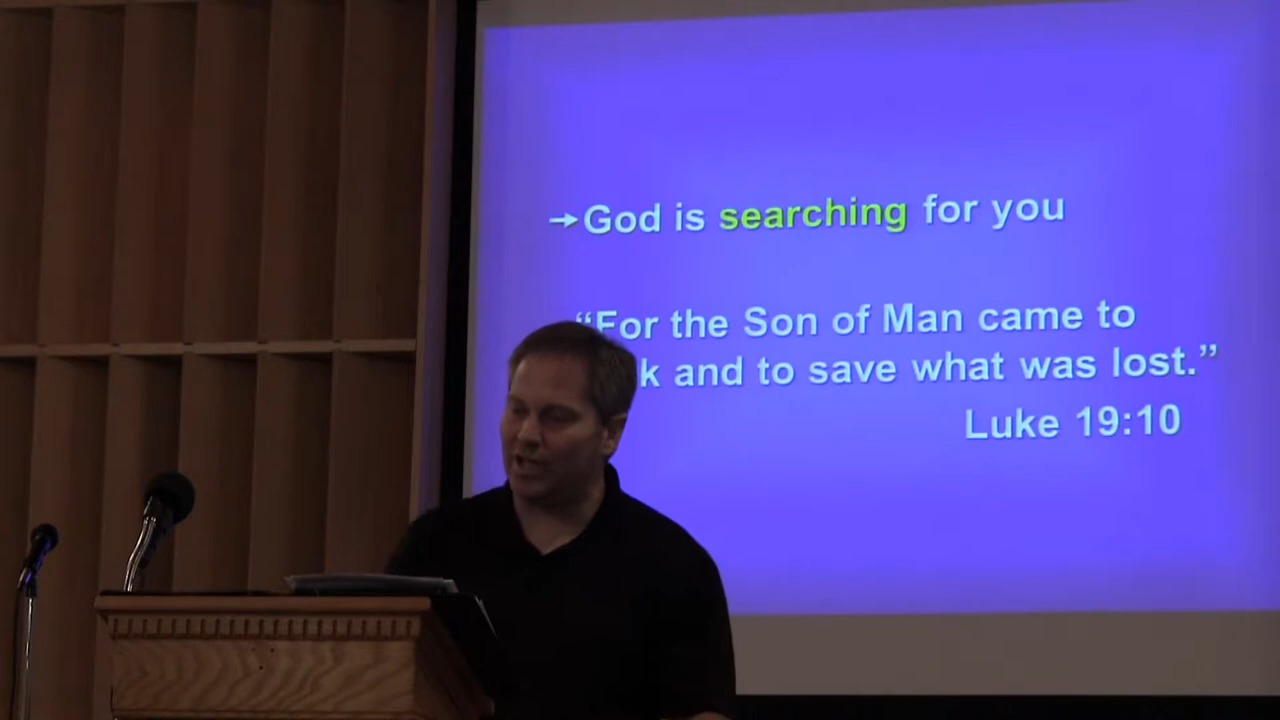 →God is searching for you
“For the Son of Man came to
k and to save what was lost.”
Luke 19:10